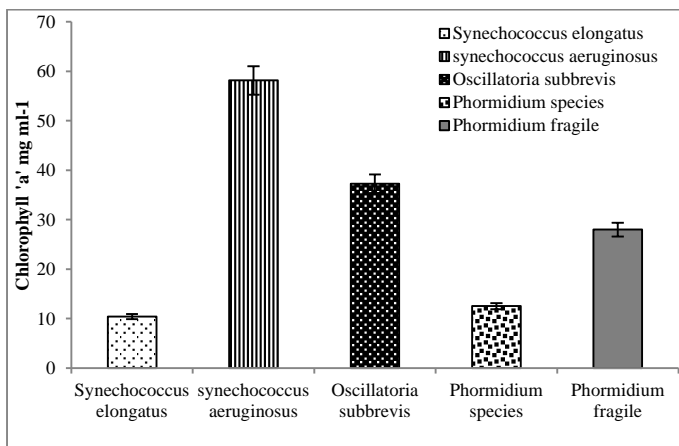 70
60
50
40
30
20
10
0
Chlorophyll 'a' mg ml-1
Synechococcus elongatus
synechococcus aeruginosus
Oscillatoria subbrevis
Phormidium species
Phormidium fragile
Synechococcus
elongatus
synechococcus
aeruginosus
Oscillatoria
subbrevis
Phormidium
species
Phormidium
fragile